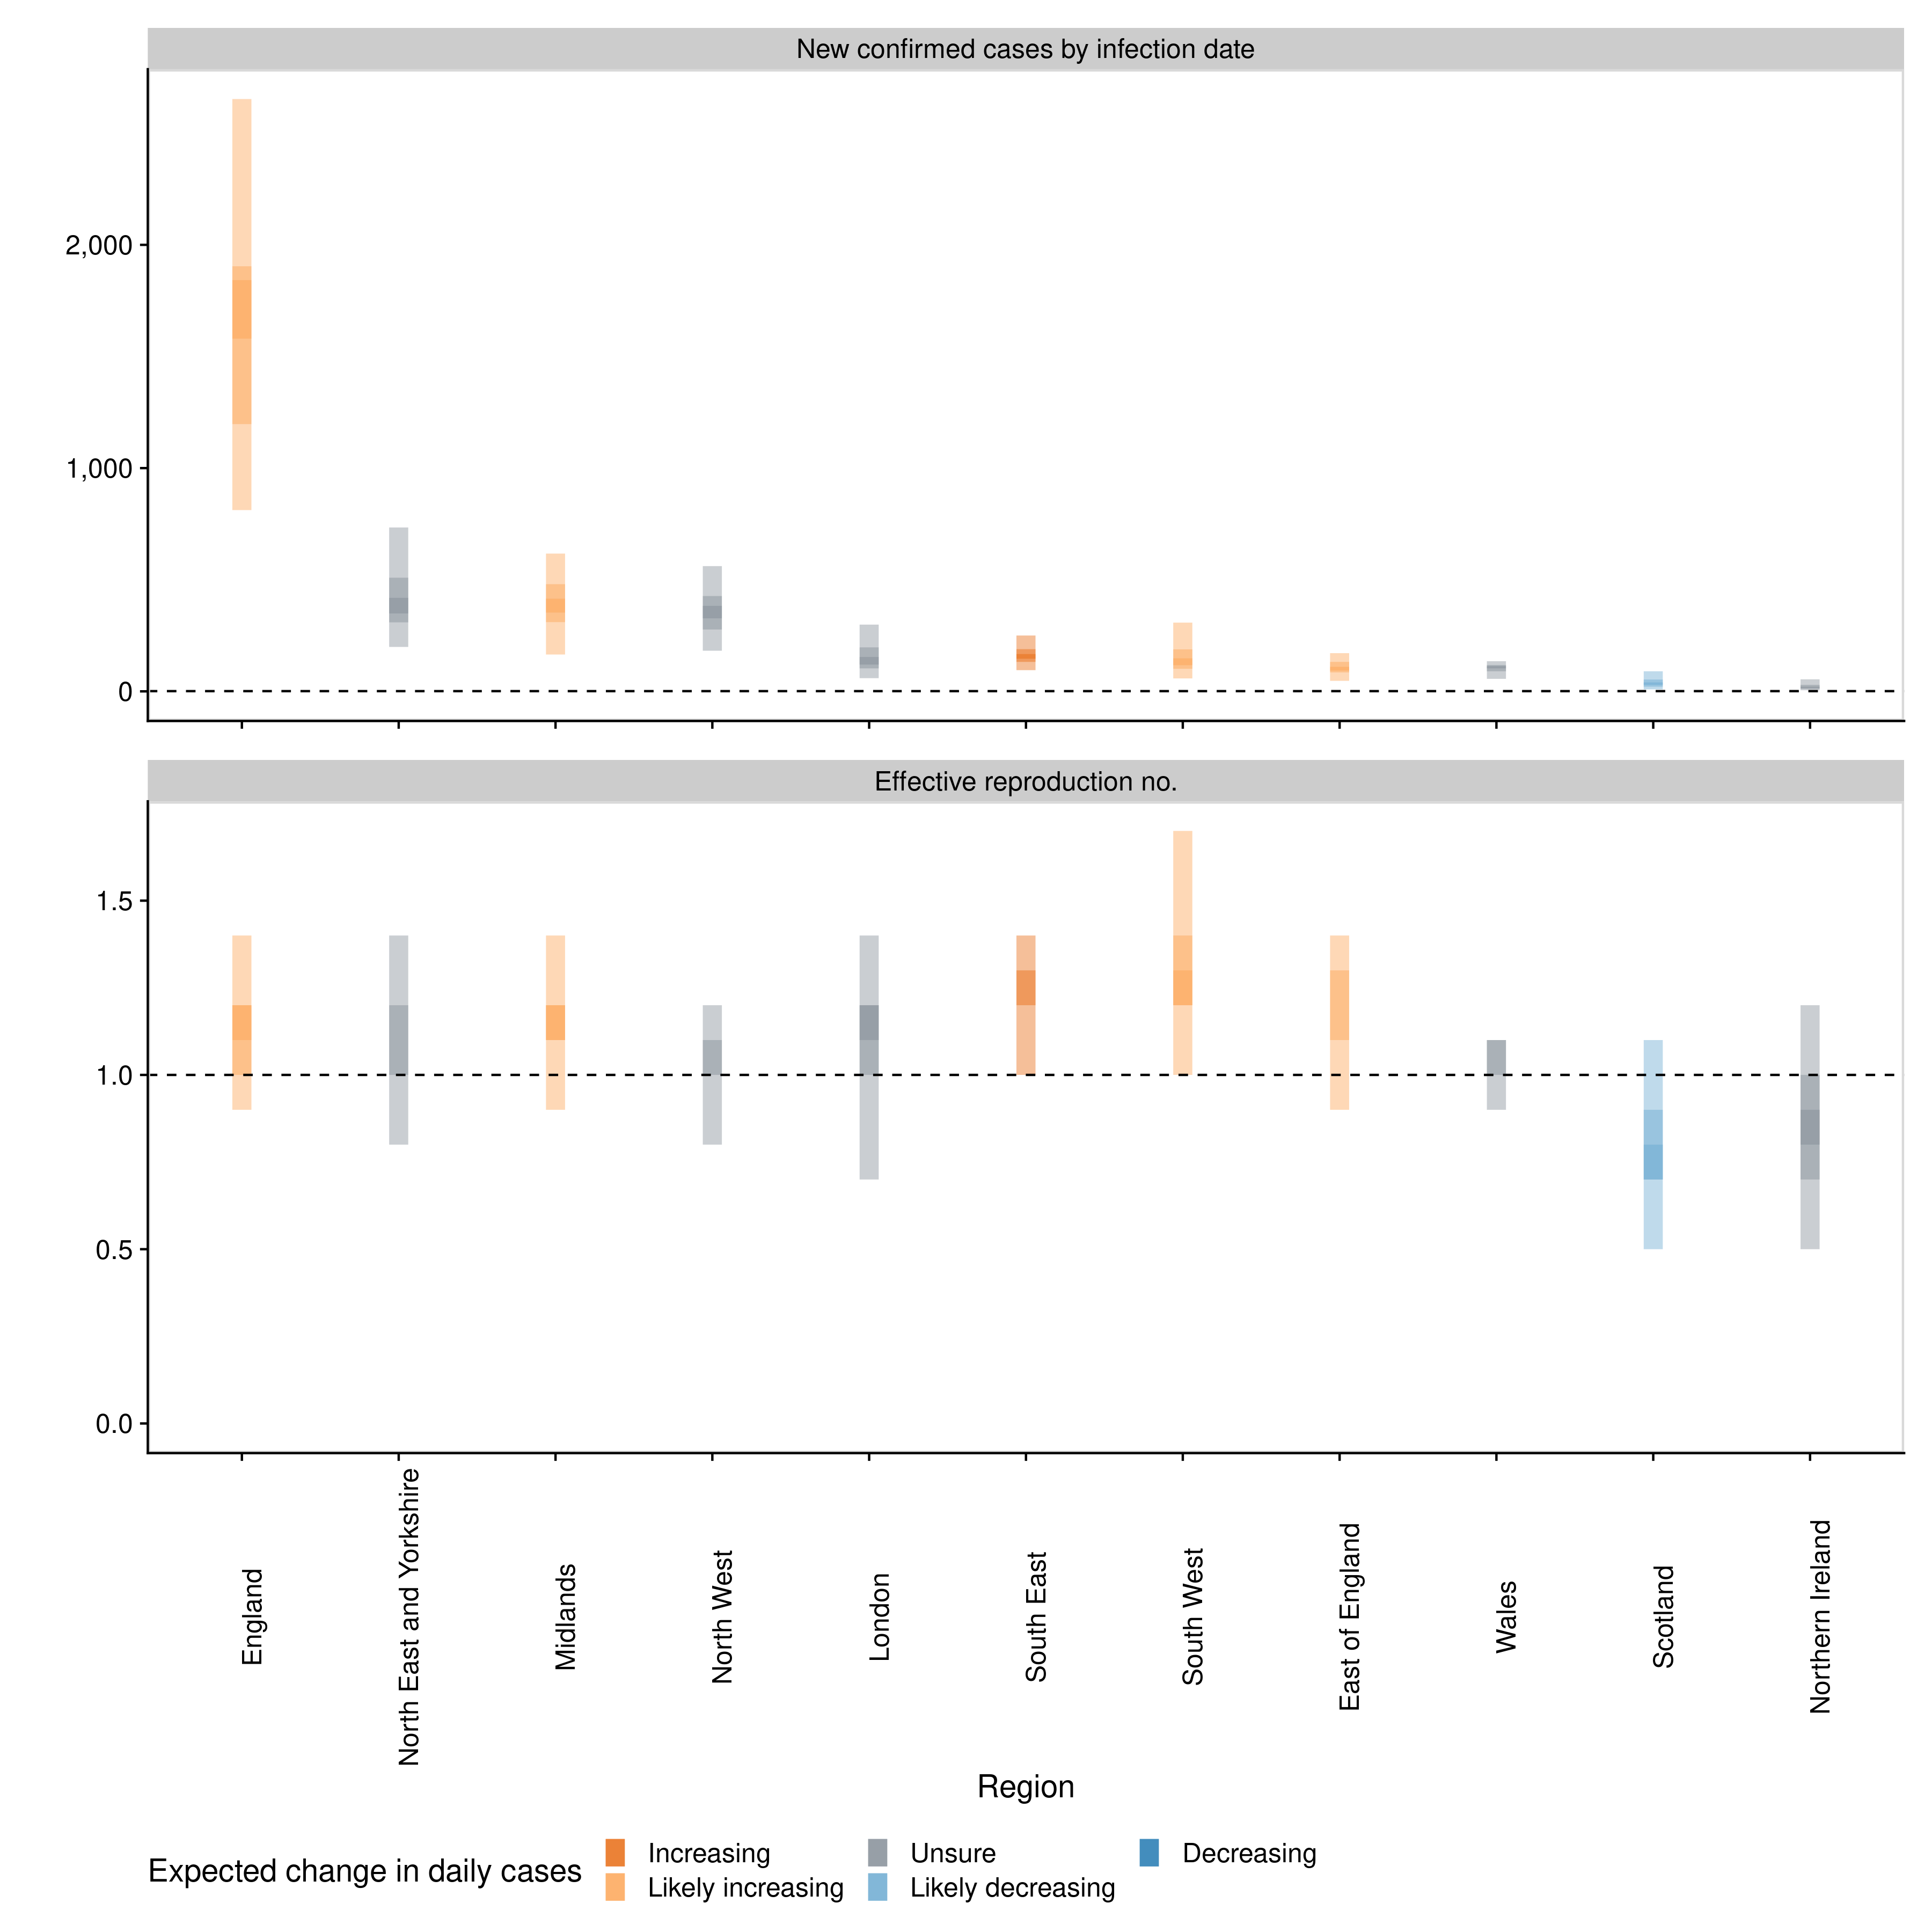 New confirmed cases by infection date
2,000
1,000
0
Effective reproduction no.
1.5
1.0
0.5
0.0
England
North East and Yorkshire
Midlands
North West
London
South East
South West
East of England
Wales
Scotland
Northern Ireland
Region
Expected change in daily cases
Increasing
Unsure
Decreasing
Likely increasing
Likely decreasing